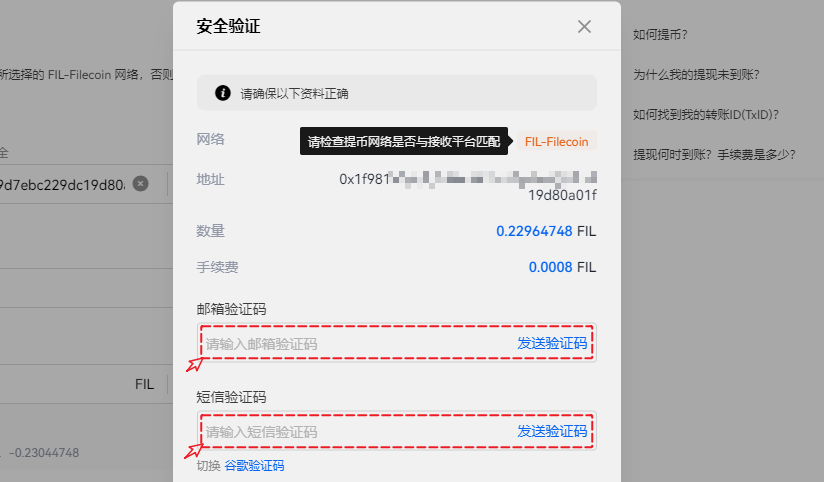 安全验证
所选择的 FIL-Filecoin 网络，否则
请确保以下资料正确
网络
请检查提币网络是否与接收平台匹配
FIL-Filecoin
全
地址
0x1f981
19d80a01f
9d7ebc229dc19d80a
数量
0.22964748 FIL
手续费
0.0008 FIL
邮箱验证码
请输入邮箱验证码
发送验证码
FIL
短信验证码
请输入短信验证码
发送验证码
-0.23044748
切换 谷歌验证码
如何提币？
为什么我的提现未到账？
如何找到我的转账ID(TxID)？
提现何时到账？手续费是多少？